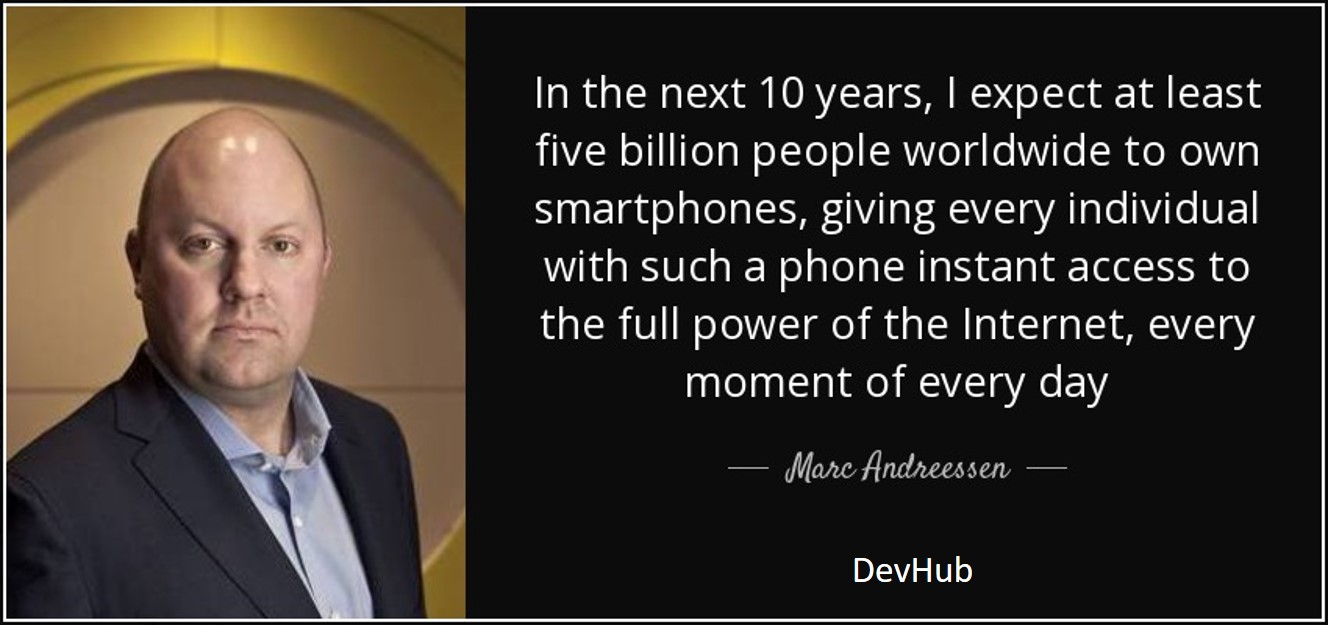 In the next 10 years, I expect at least
five billion people worldwide to own
smartphones, giving every individual
with such a phone instant access to
the full power of the Internet, every
moment of every day
Marc Andreessen
DevHub